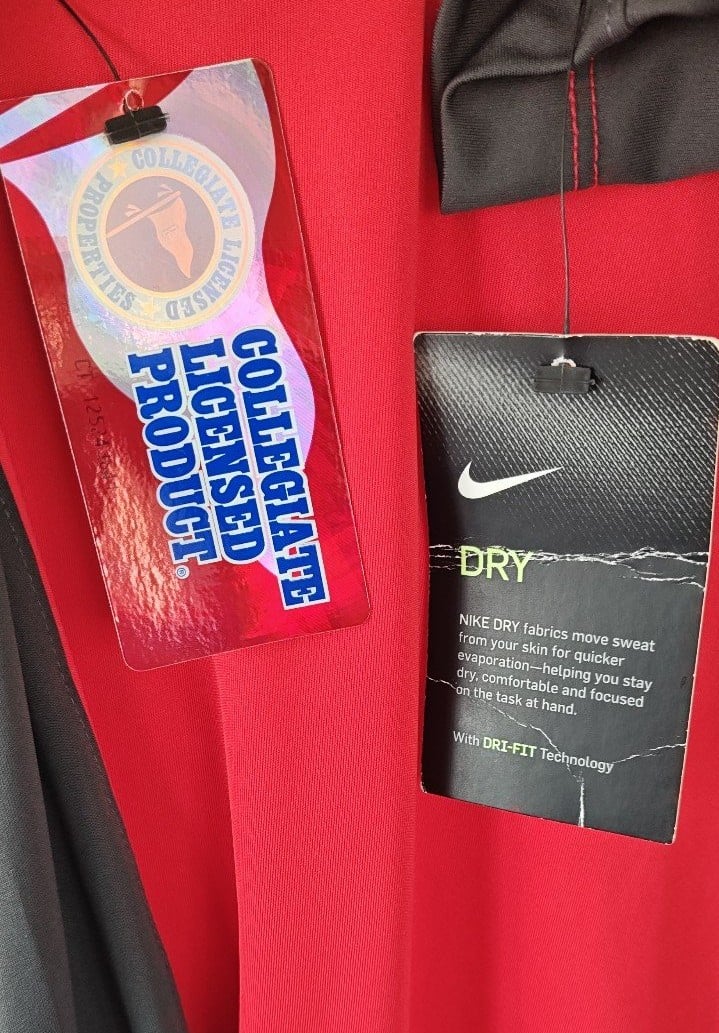 COLLEGIATE LICENSED
PROPERTIES
COLLEGIATE
LICENSED
PRODUCT®
DRY
NIKE DRY fabrics move sweat
from your skin for quicker
evaporation—helping you stay
dry, comfortable and focused
on the task at hand.
With DRI-FIT Technology